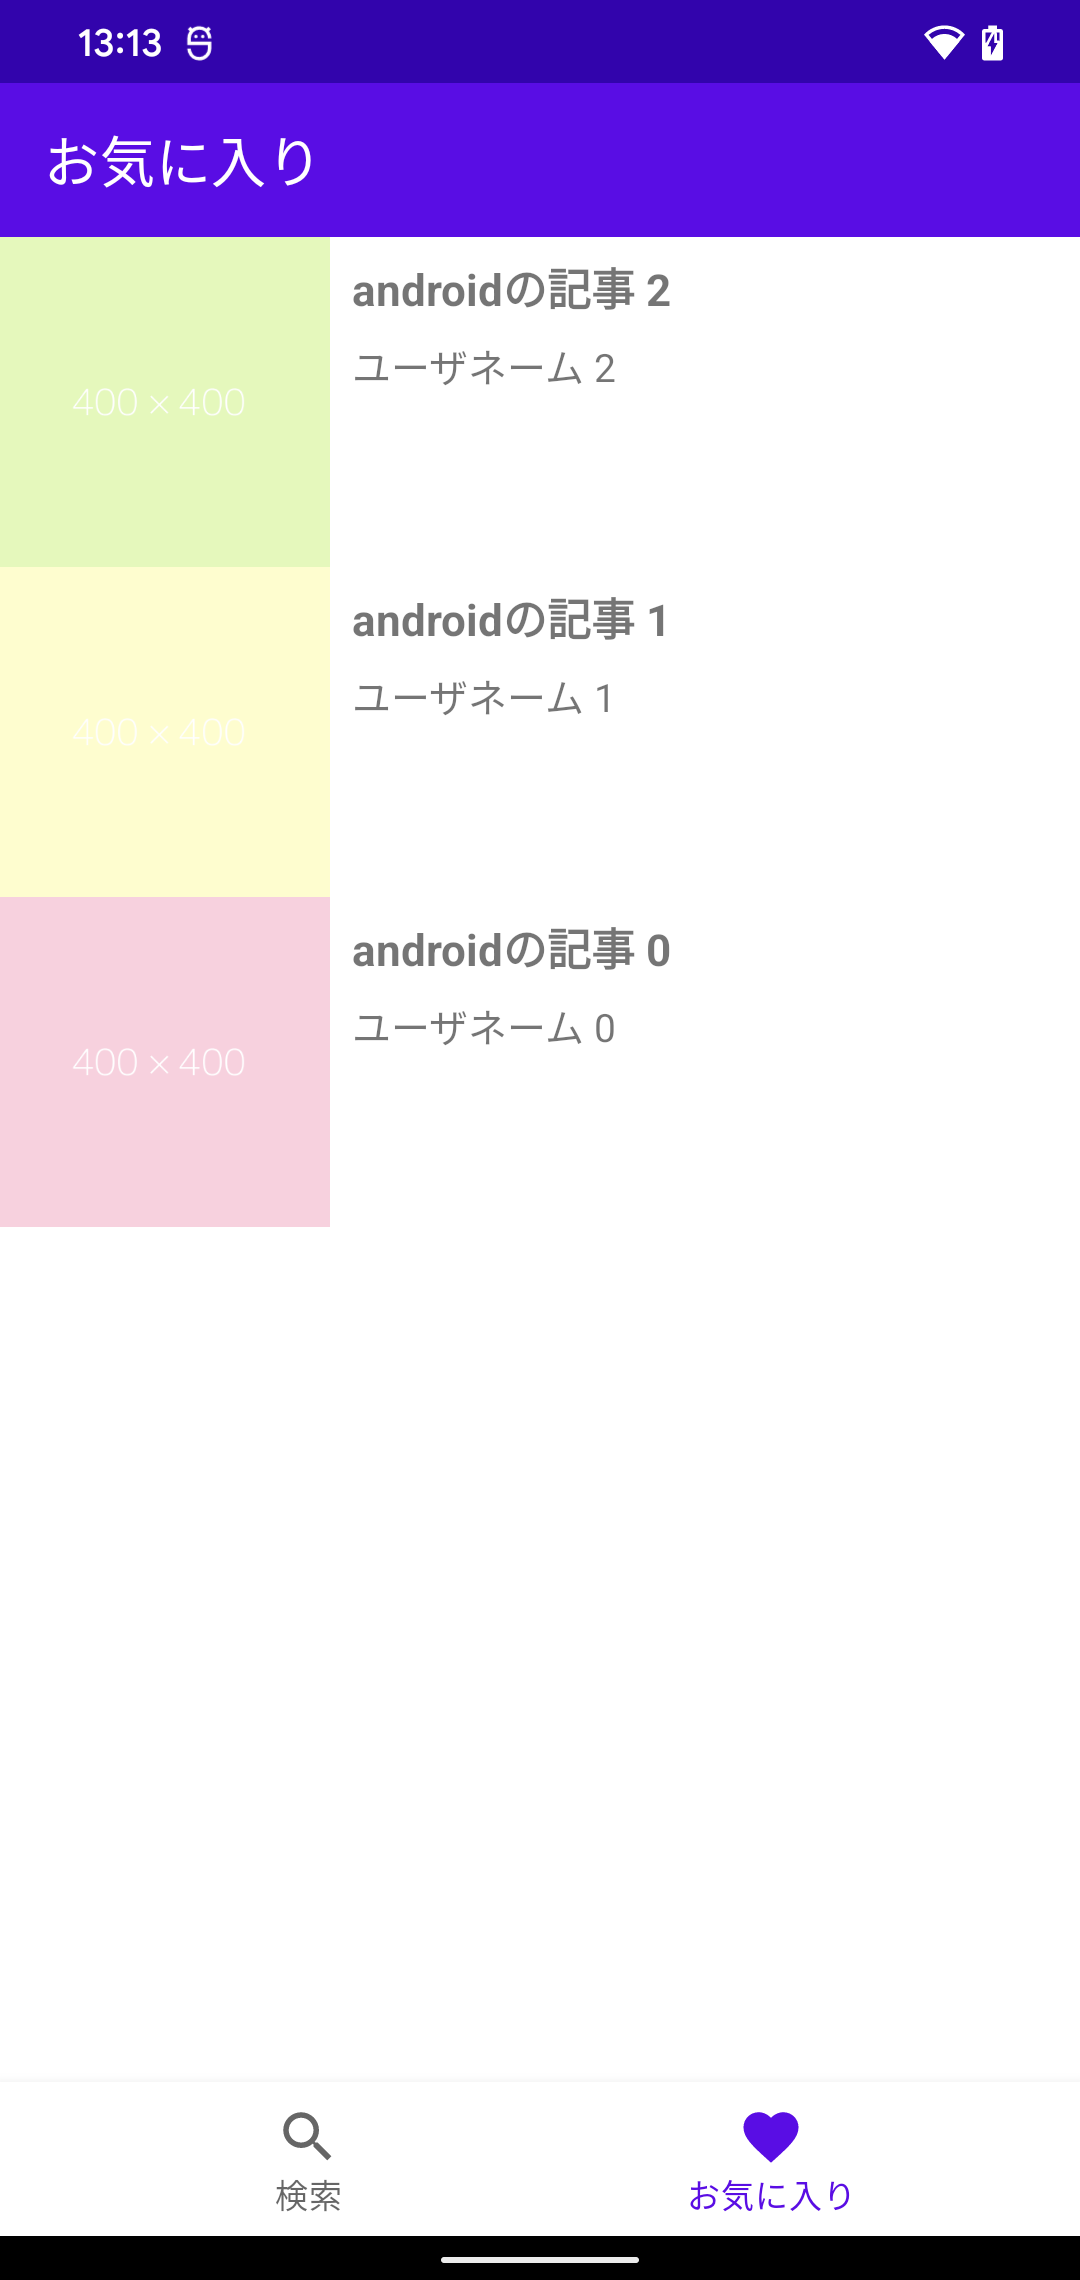 13:13
お気に入り
400 × 400
androidの記事 2
ユーザネーム 2
400 × 400
androidの記事 1
ユーザネーム 1
400 × 400
androidの記事 0
ユーザネーム 0
検索
お気に入り